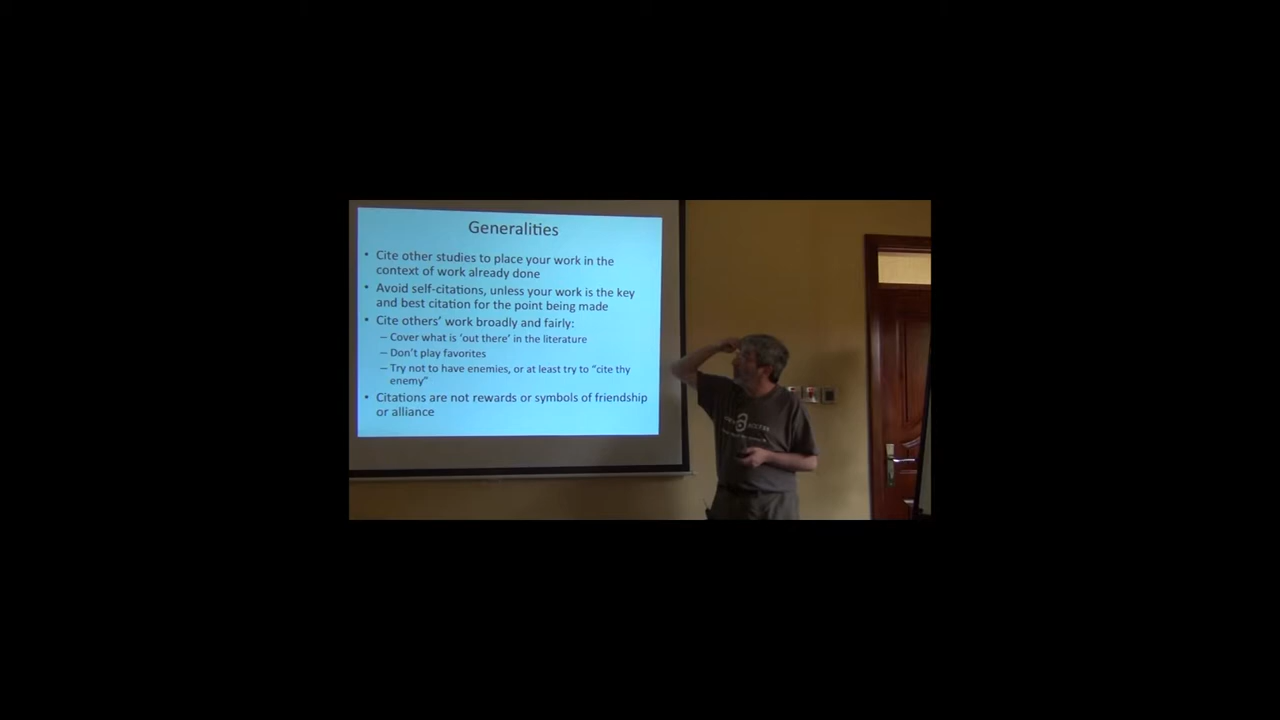 Generalities
• Cite other studies to place your work in the
context of work already done
• Avoid self-citations, unless your work is the key
and best citation for the point being made
• Cite others' work broadly and fairly:
– Cover what is 'out there' in the literature
– Don't play favorites
– Try not to have enemies, or at least try to "cite thy
enemy"
• Citations are not rewards or symbols of friendship
or alliance
ACCESS